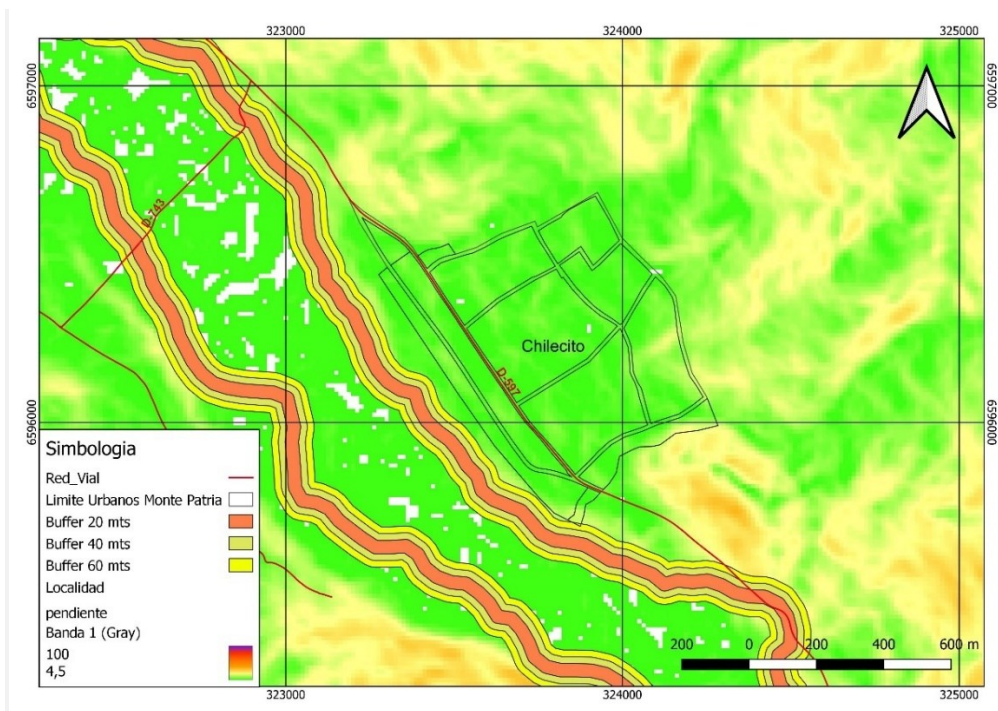 323000
324000
325000
6597000
6597000
D-743
Chilecito
D-597
6596000
6596000
Simbologia
Red_Vial
Limite Urbanos Monte Patria
Buffer 20 mts
Buffer 40 mts
Buffer 60 mts
Localidad
pendiente
Banda 1 (Gray)
100
4,5
200 0 200 400 600 m
323000
324000
325000